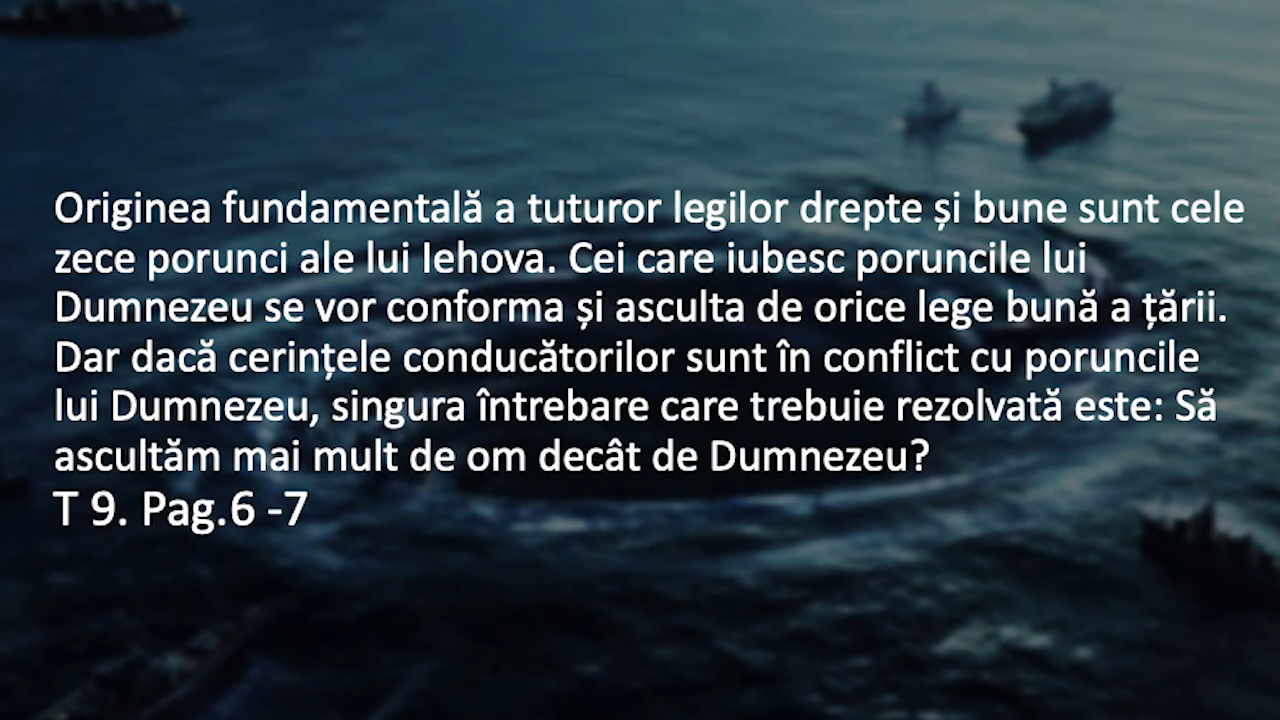 Originea fundamentală a tuturor legilor drepte și bune sunt cele
zece porunci ale lui Iehova. Cei care iubesc poruncile lui
Dumnezeu se vor conforma și asculta de orice lege bună a țării.
Dar dacă cerințele conducătorilor sunt în conflict cu poruncile
lui Dumnezeu, singura întrebare care trebuie rezolvată este: Să
ascultăm mai mult de om decât de Dumnezeu?
T 9. Pag.6 -7